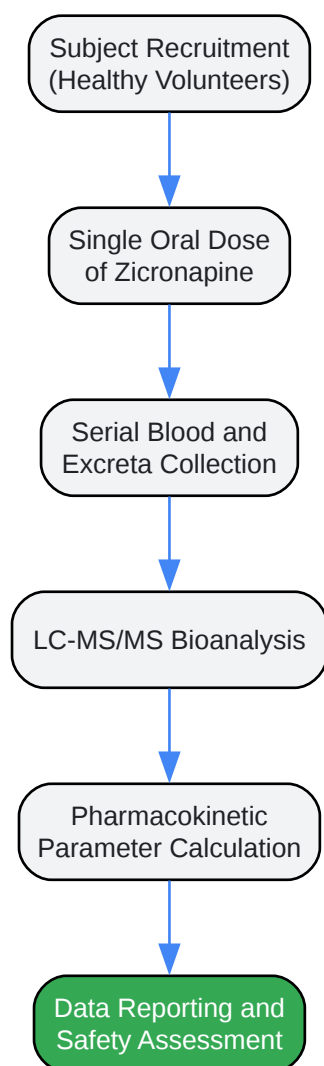 Subject Recruitment
(Healthy Volunteers)
Single Oral Dose
of Zicronapine
Serial Blood and
Excreta Collection
LC-MS/MS Bioanalysis
Pharmacokinetic
Parameter Calculation
Data Reporting and
Safety Assessment